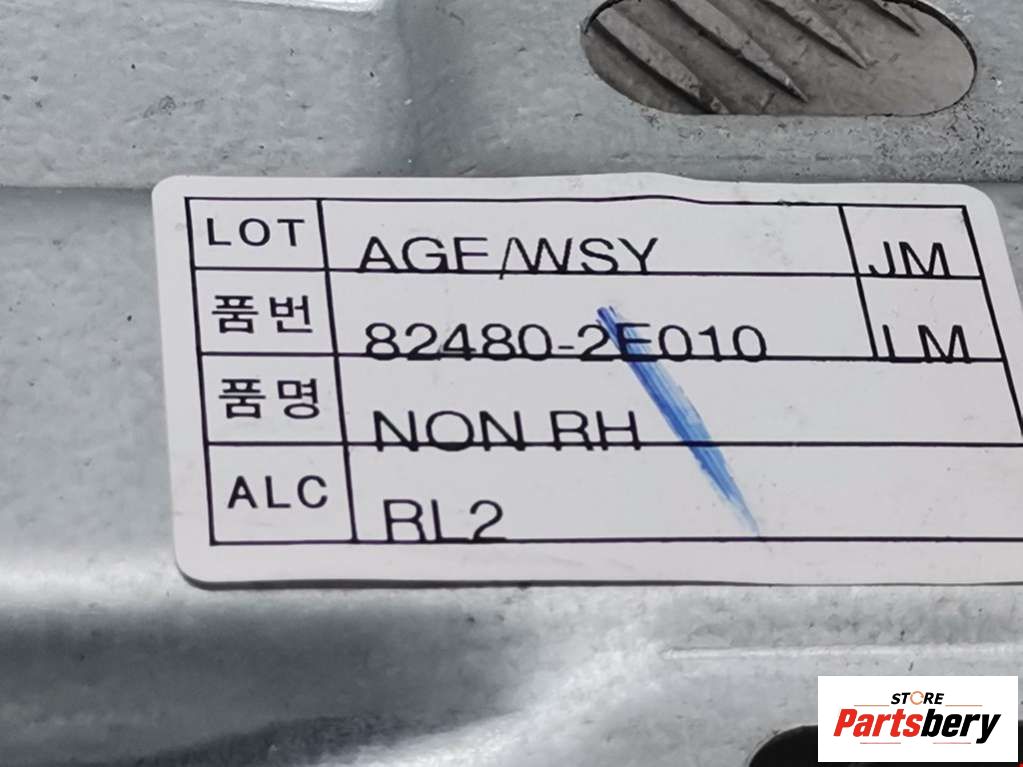 LOT AGE/WSY JM
품번 82480-2E010 LM
품명 NON RH
ALC RL2
STORE
Partsbery